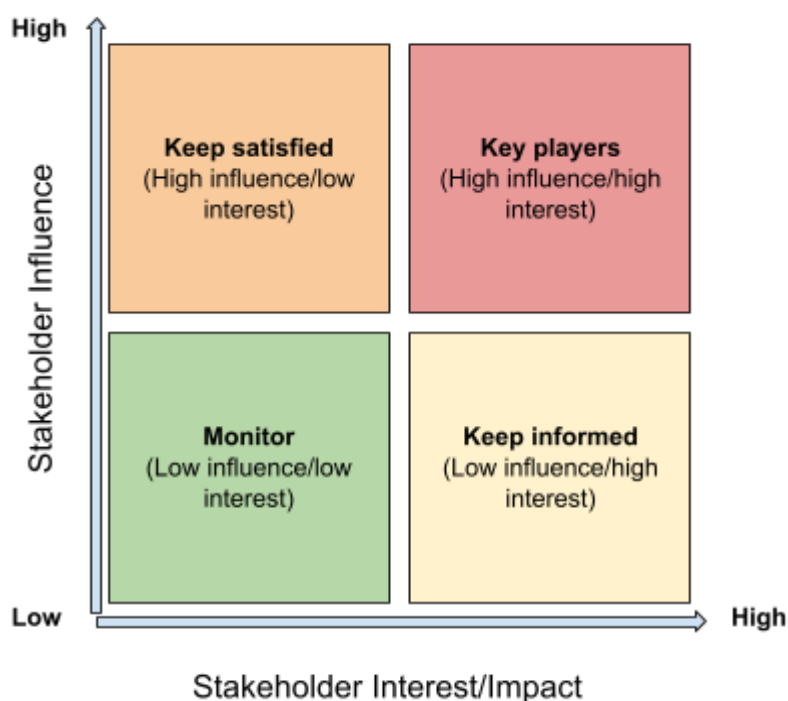 High
Keep satisfied
(High influence/low
interest)
Key players
(High influence/high
interest)
Stakeholder Influence
Monitor
(Low influence/low
interest)
Keep informed
(Low influence/high
interest)
Low
High
Stakeholder Interest/Impact